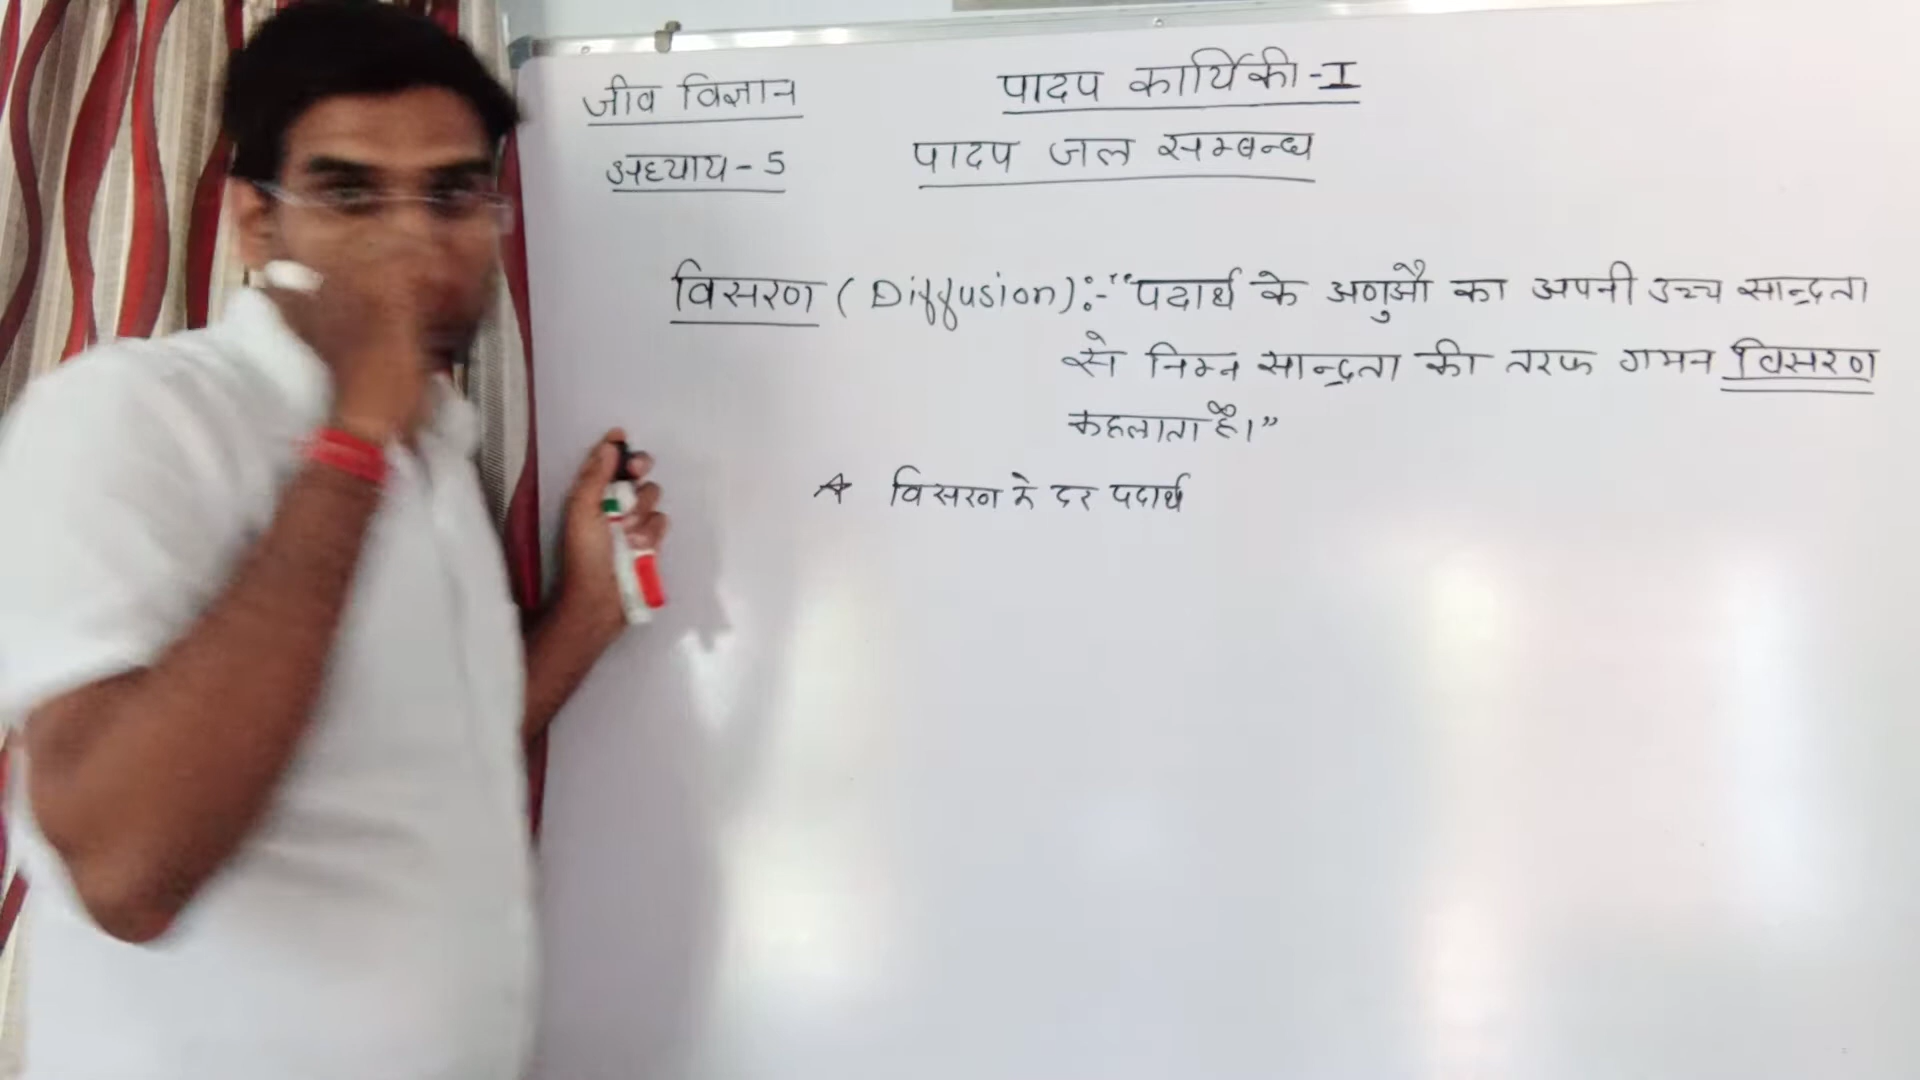 जीव विज्ञान
अध्याय - 5
पादप कार्यिकी - I
पादप जल सम्बन्ध
विसरण ( Diffusion ) :- "पदार्थ के अणुओ का अपनी उच्च सान्द्रता
से निम्न सान्द्रता की तरफ गमन विसरण
कहलाता है।"
★ विसरण दर पदार्थ